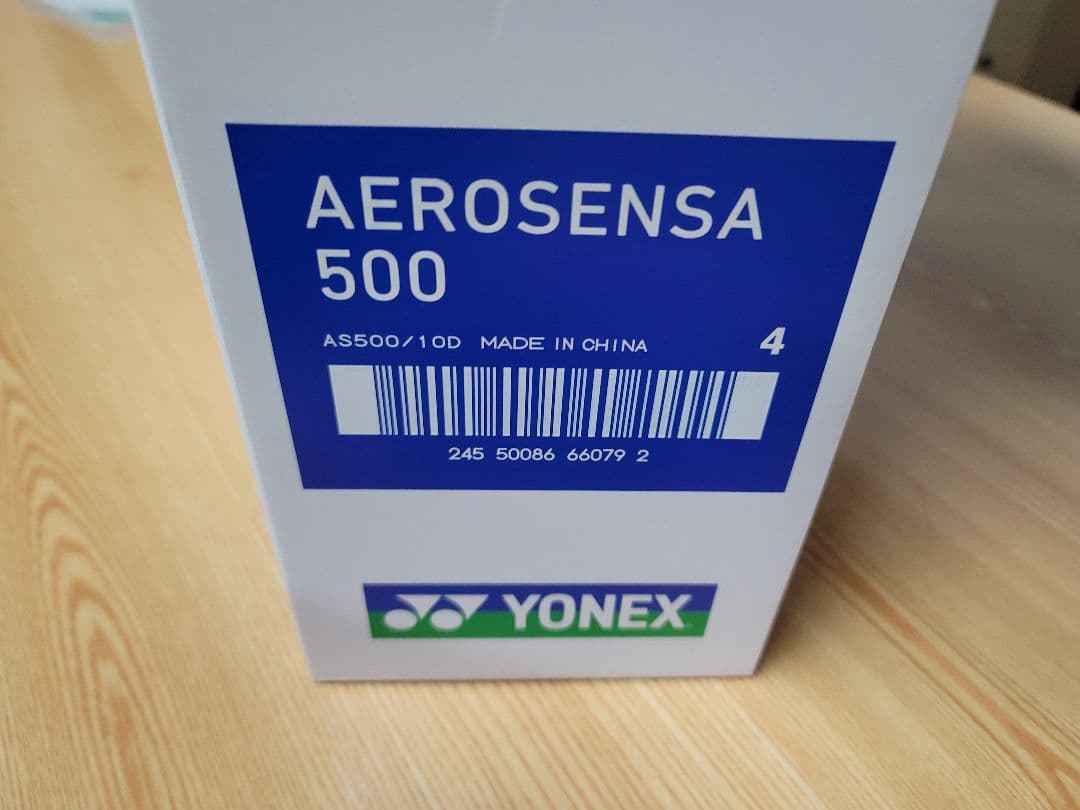 AEROSENSA
500
AS500/10D MADE IN CHINA 4
245 50086 66079 2
YONEX